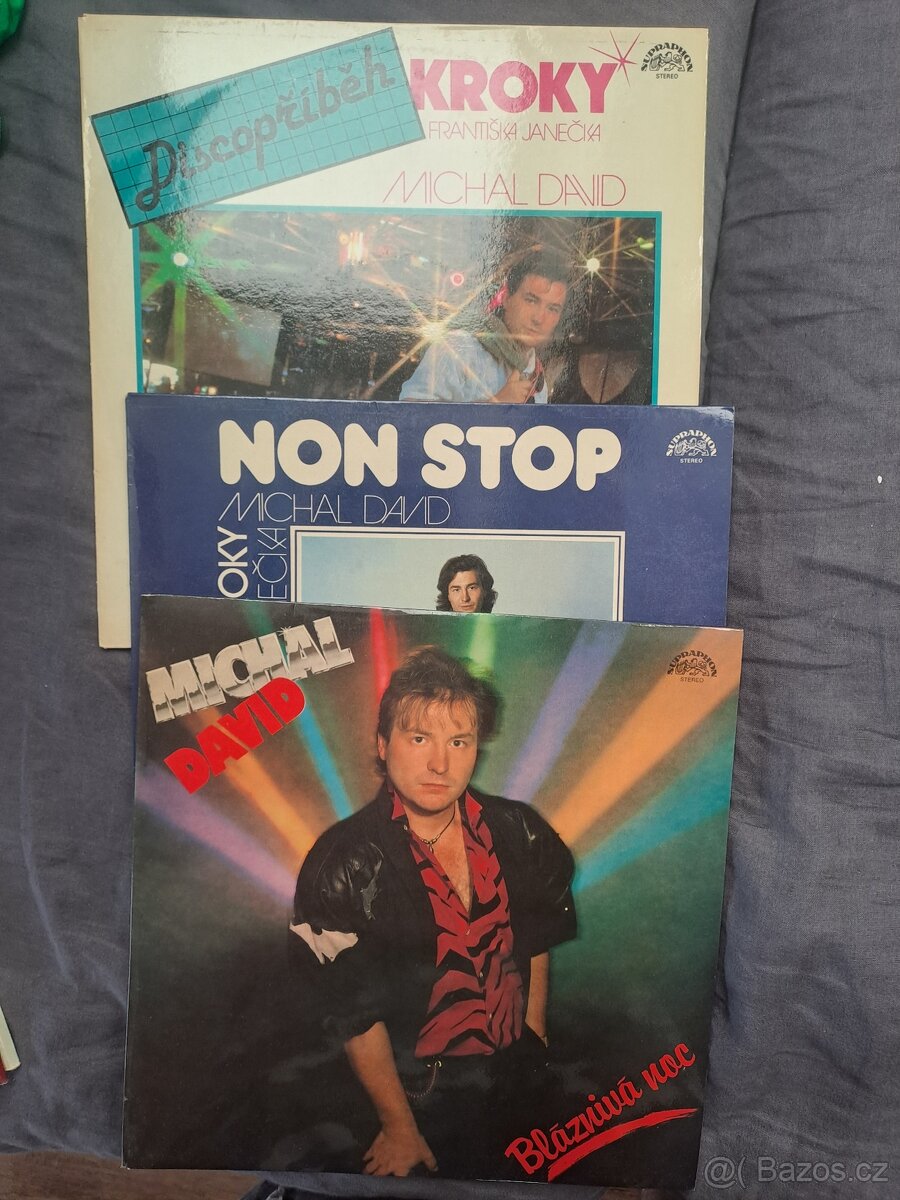 Discopříběh
KROKY
FRANTIŠKA JANEČKA
MICHAL DAVID
SUPRAPHON
STEREO
NON STOP
MICHAL DAVID
OKY
EČKA
SUPRAPHON
STEREO
MICHAL
DAVID
SUPRAPHON
STEREO
Bláznivá noc
@( Bazos.cz